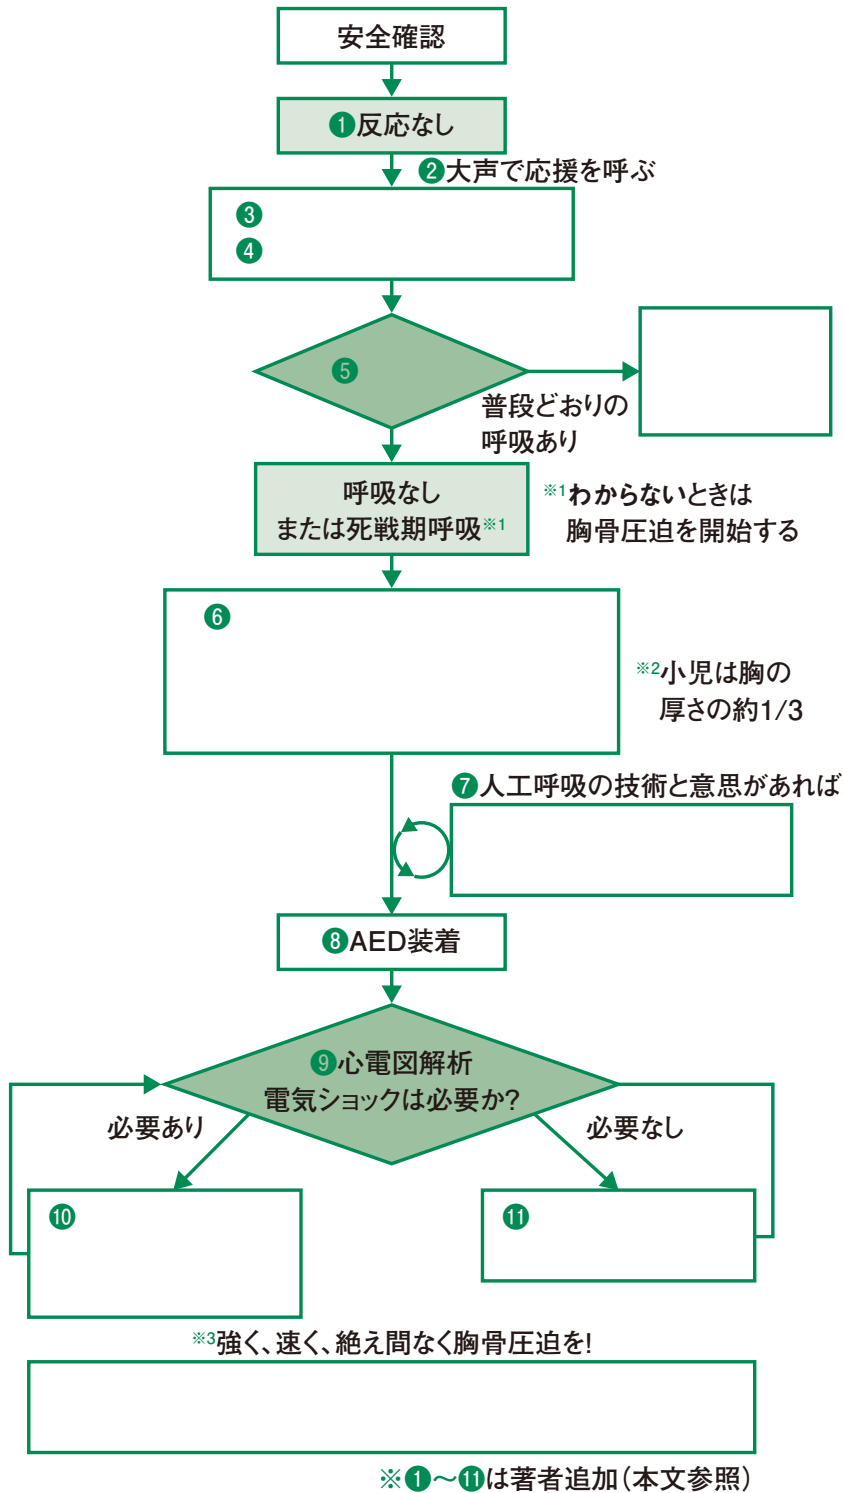 安全確認
❶反応なし
❷大声で応援を呼ぶ
❸
❹
❺
普段どおりの
呼吸あり
呼吸なし
または死戦期呼吸※1
※1わからないときは
胸骨圧迫を開始する
❻
※2小児は胸の
厚さの約1/3
❼人工呼吸の技術と意思があれば
❽AED装着
❾心電図解析
電気ショックは必要か?
必要あり
必要なし
❿
⓫
※3強く、速く、絶え間なく胸骨圧迫を!
※❶〜⓫は著者追加(本文参照)